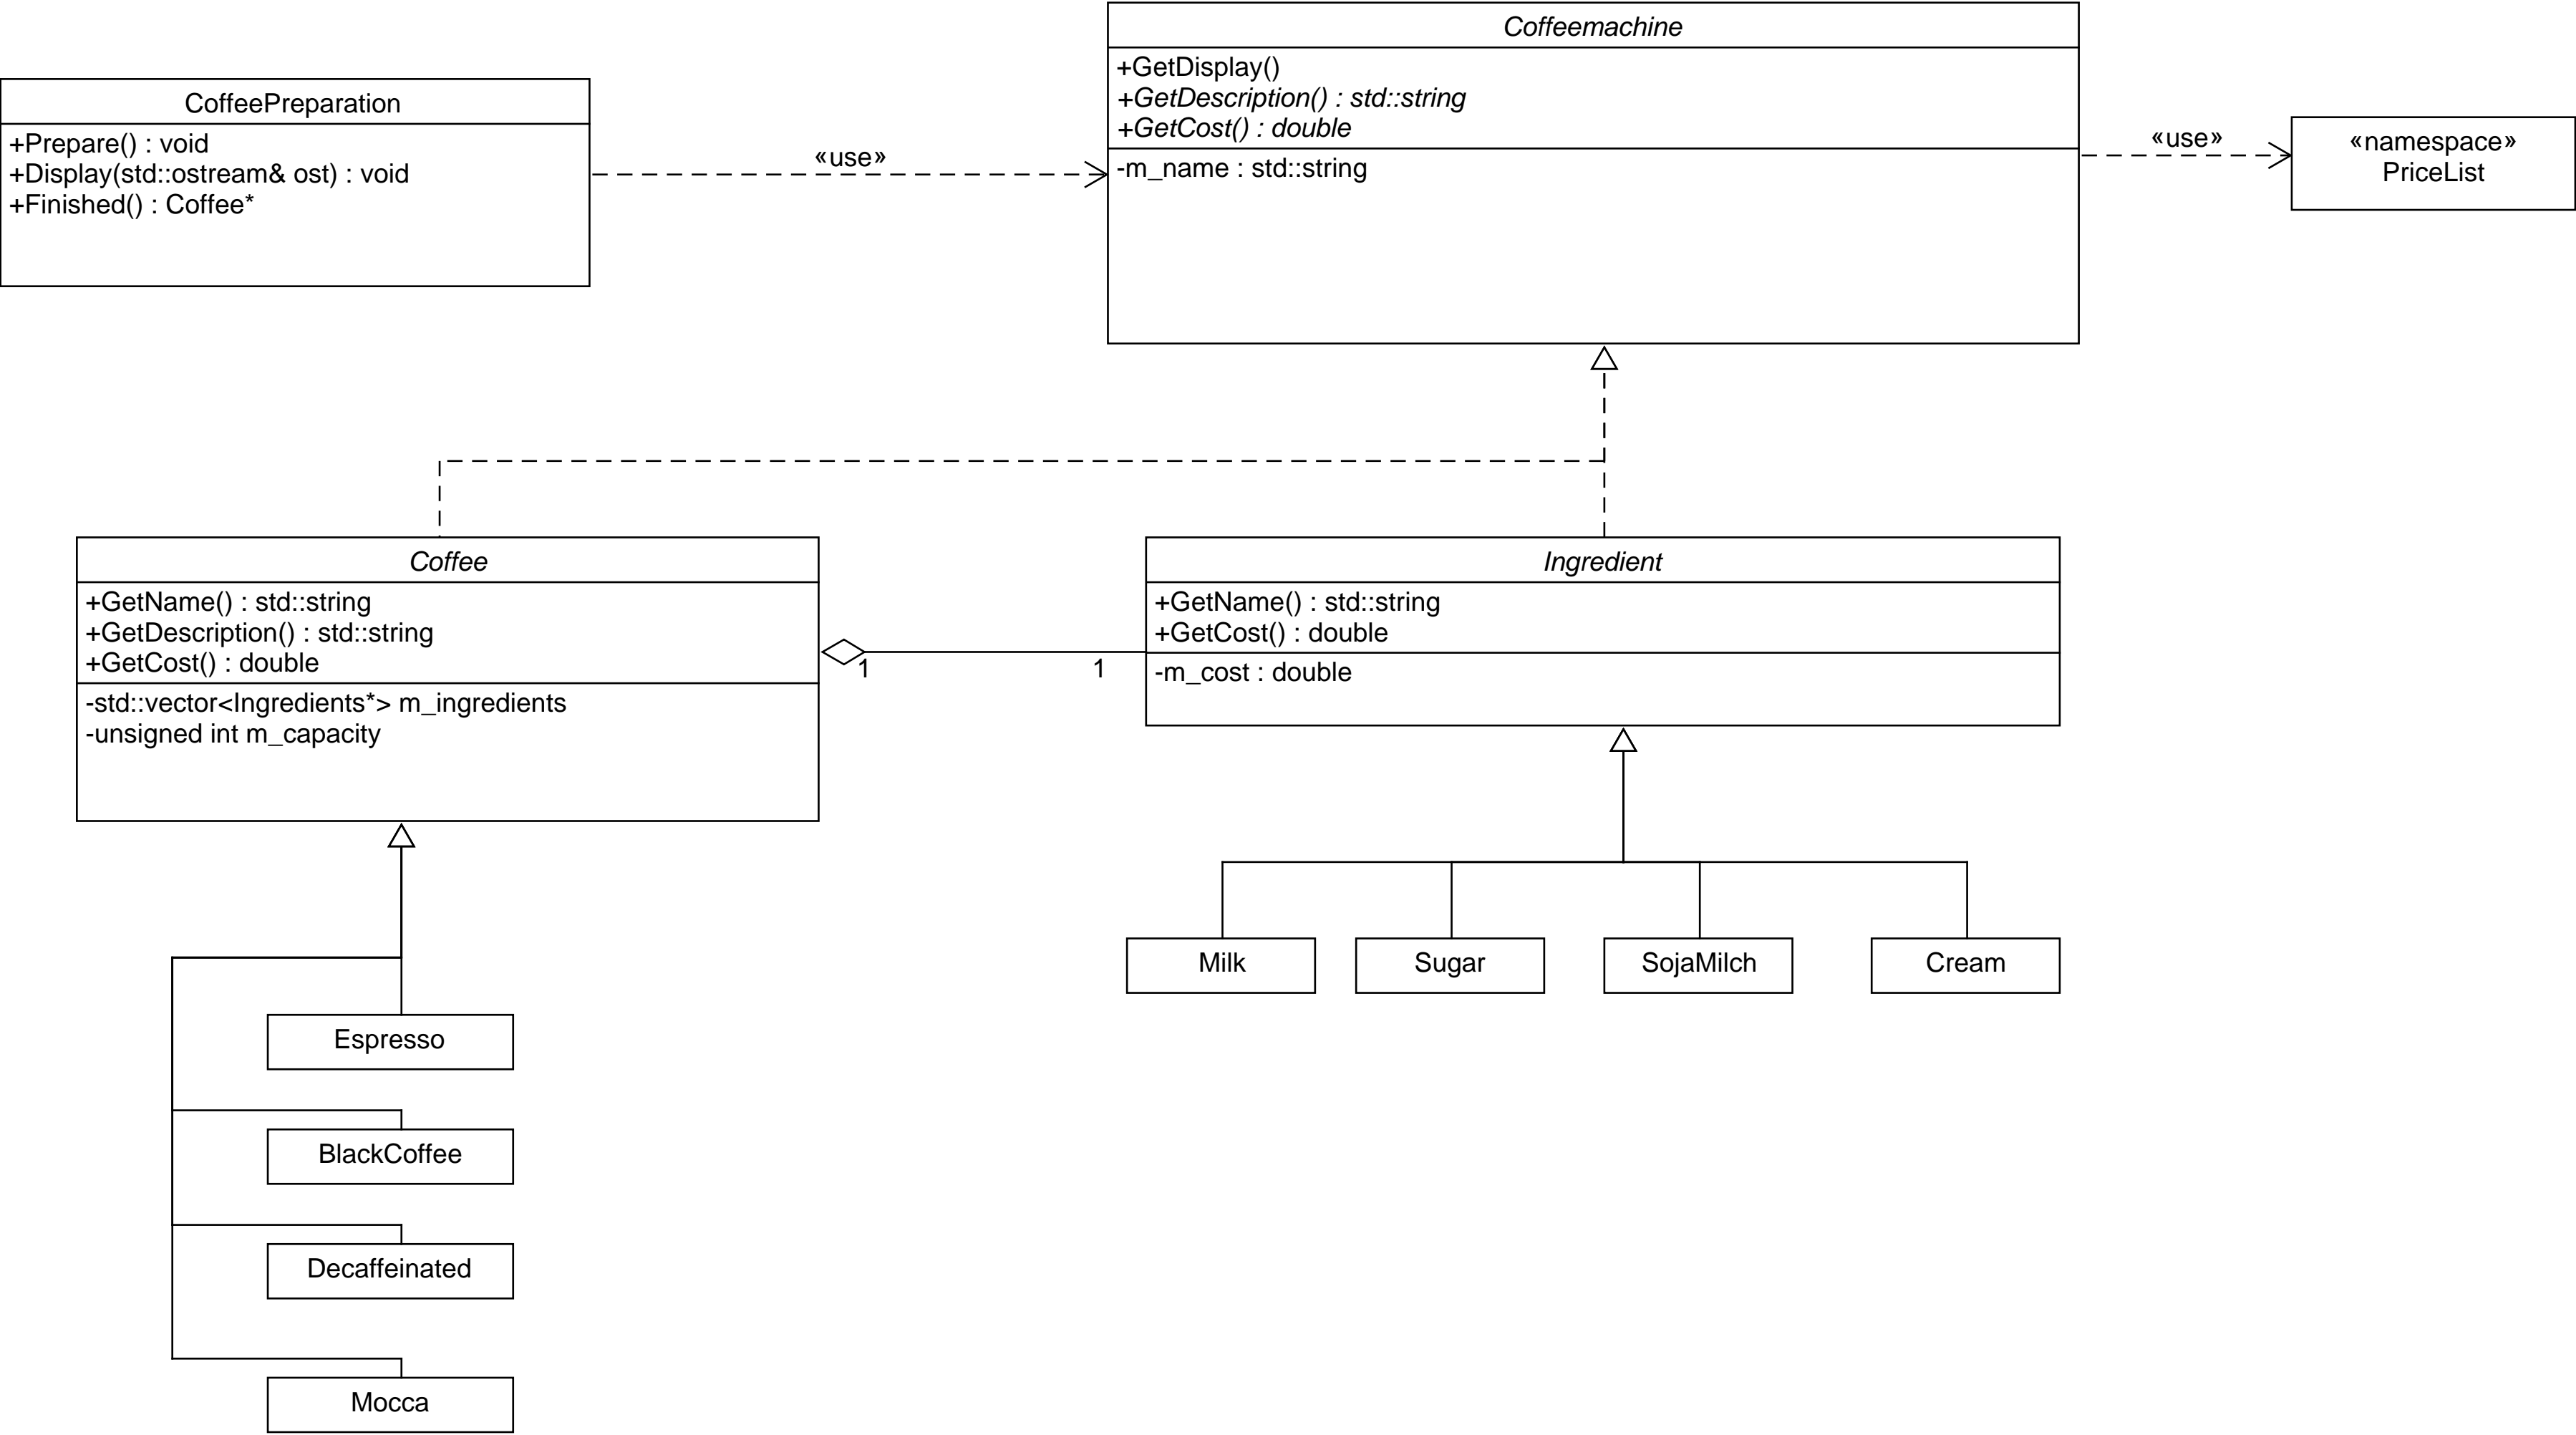 Coffeemachine
+GetDisplay()
+GetDescription() : std::string
+GetCost() : double
-m_name : std::string
CoffeePreparation
+Prepare() : void
+Display(std::ostream& ost) : void
+Finished() : Coffee*
«use»
«use»
«namespace»
PriceList
Coffee
+GetName() : std::string
+GetDescription() : std::string
+GetCost() : double
-std::vector<Ingredients*> m_ingredients
-unsigned int m_capacity
1
1
Ingredient
+GetName() : std::string
+GetCost() : double
-m_cost : double
Milk
Sugar
SojaMilch
Cream
Espresso
BlackCoffee
Decaffeinated
Mocca